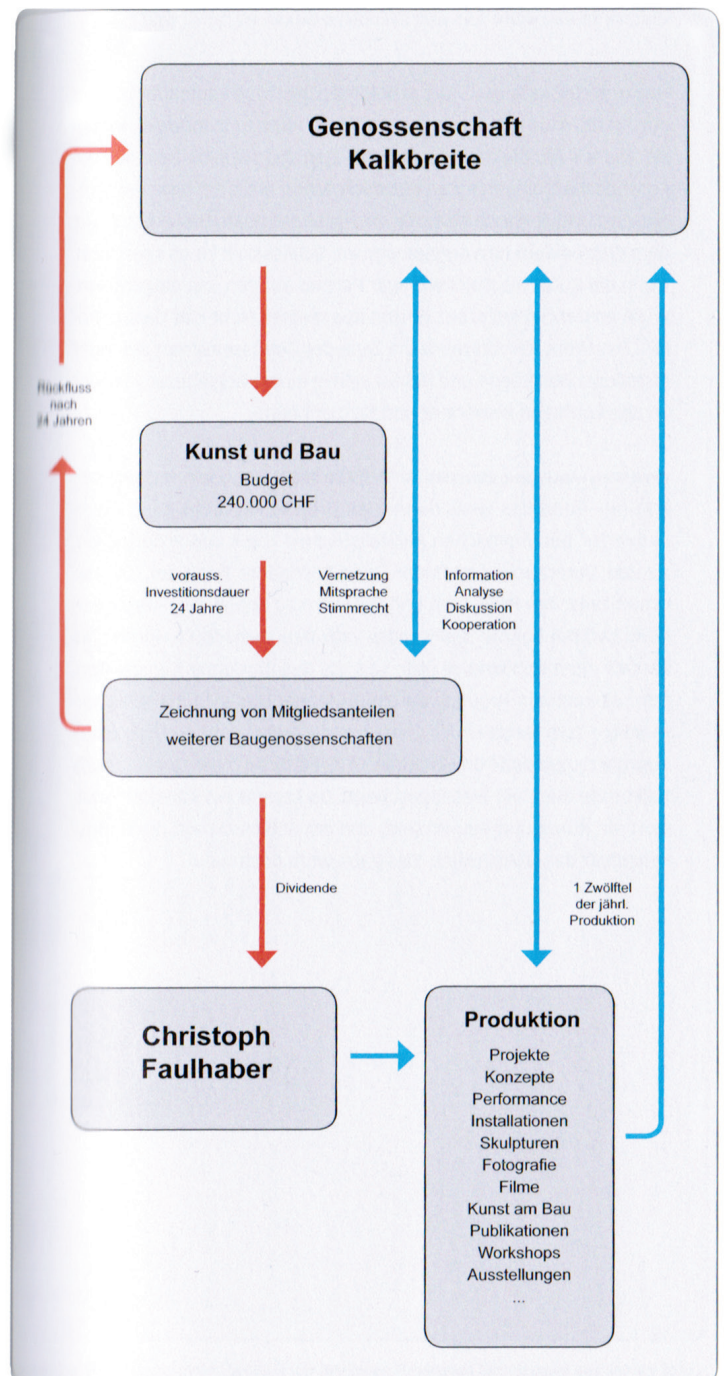 Genossenschaft
Kalkbreite
Rückfluss
nach
24 Jahren
Kunst und Bau
Budget
240.000 CHF
vorauss.
Investitionsdauer
24 Jahre
Vernetzung
Mitsprache
Stimmrecht
Information
Analyse
Diskussion
Kooperation
Zeichnung von Mitgliedsanteilen
weiterer Baugenossenschaften
Dividende
1 Zwölftel
der jährl.
Produktion
Christoph
Faulhaber
Produktion
Projekte
Konzepte
Performance
Installationen
Skulpturen
Fotografie
Filme
Kunst am Bau
Publikationen
Workshops
Ausstellungen
...